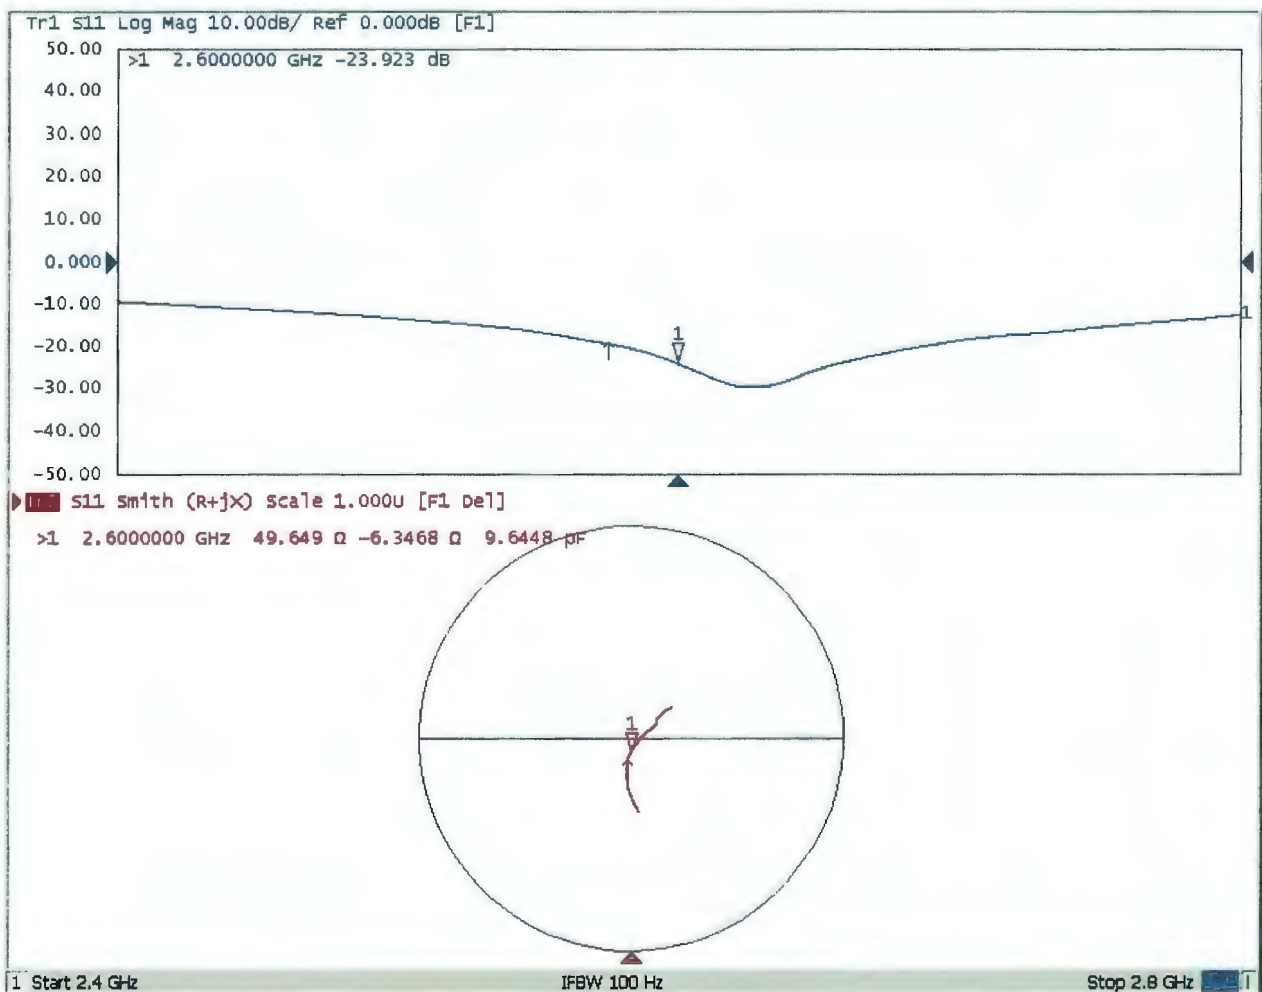 Tr1 S11 Log Mag 10.00dB/ Ref 0.000dB [F1]
50.00
>1 2.6000000 GHz -23.923 dB
40.00
30.00
20.00
10.00
0.000
-10.00
1
1
-20.00
-30.00
-40.00
-50.00
S11 Smith (R+jX) Scale 1.000U [F1 Del]
>1 2.6000000 GHz 49.649 Ω -6.3468 Ω 9.6448 pF
1
1 Start 2.4 GHz IFBW 100 Hz Stop 2.8 GHz